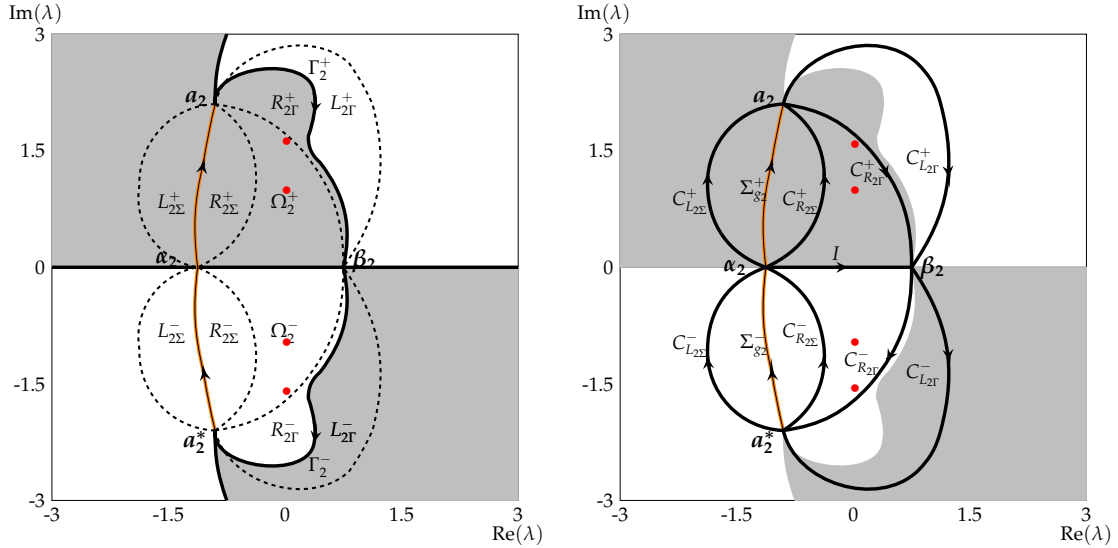 Im(λ)
3
a₂
Γ₂⁺
R₂Γ⁺
L₂Γ⁺
1.5
L₂Σ⁺
R₂Σ⁺
Ω₂⁺
0
α₂
β₂
L₂Σ⁻
R₂Σ⁻
Ω₂⁻
-1.5
a₂*
R₂Γ⁻
L₂Γ⁻
Γ₂⁻
-3
-3
-1.5
0
1.5
3
Re(λ)
Im(λ)
3
a₂
1.5
C_{L₂Σ}⁺
Σ_{g2}⁺
C_{R₂Σ}⁺
C_{R₂Γ}⁺
C_{L₂Γ}⁺
I
0
α₂
β₂
C_{L₂Σ}⁻
Σ_{g2}⁻
C_{R₂Σ}⁻
C_{R₂Γ}⁻
C_{L₂Γ}⁻
-1.5
a₂*
-3
-3
-1.5
0
1.5
3
Re(λ)